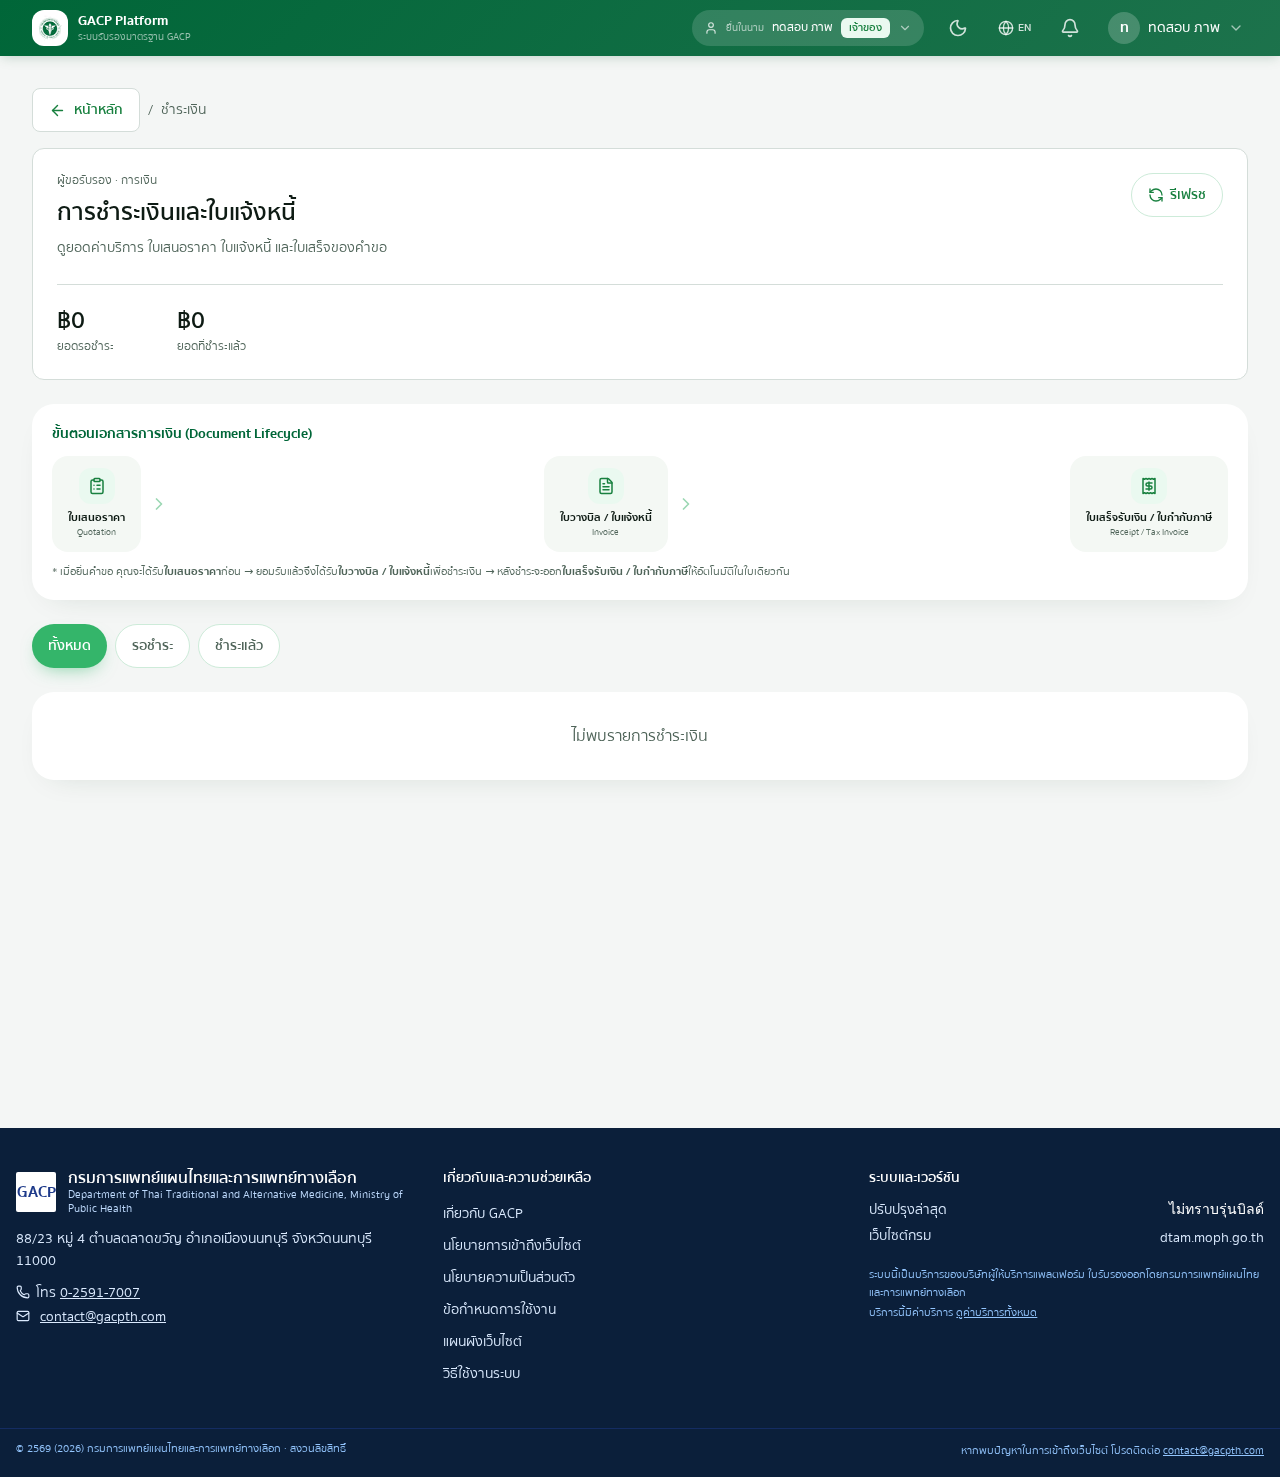 GACP Platform
ระบบรับรองมาตรฐาน GACP
ยื่นในนาม ทดสอบ ภาพ เจ้าของ
EN
ท ทดสอบ ภาพ
หน้าหลัก / ชำระเงิน
ผู้ขอรับรอง · การเงิน
การชำระเงินและใบแจ้งหนี้
รีเฟรช
ดูยอดค่าบริการ ใบเสนอราคา ใบแจ้งหนี้ และใบเสร็จของคำขอ
฿0 ฿0
ยอดรอชำระ ยอดที่ชำระแล้ว
ขั้นตอนเอกสารการเงิน (Document Lifecycle)
ใบเสนอราคา
Quotation
ใบวางบิล / ใบแจ้งหนี้
Invoice
ใบเสร็จรับเงิน / ใบกำกับภาษี
Receipt / Tax Invoice
* เมื่อยื่นคำขอ คุณจะได้รับใบเสนอราคาก่อน → ยอมรับแล้วจึงได้รับใบวางบิล / ใบแจ้งหนี้เพื่อชำระเงิน → หลังชำระจะออกใบเสร็จรับเงิน / ใบกำกับภาษีให้อัตโนมัติในใบเดียวกัน
ทั้งหมด รอชำระ ชำระแล้ว
ไม่พบรายการชำระเงิน
GACP
กรมการแพทย์แผนไทยและการแพทย์ทางเลือก
Department of Thai Traditional and Alternative Medicine, Ministry of
Public Health
88/23 หมู่ 4 ตำบลตลาดขวัญ อำเภอเมืองนนทบุรี จังหวัดนนทบุรี
11000
โทร 0-2591-7007
contact@gacpth.com
เกี่ยวกับและความช่วยเหลือ
เกี่ยวกับ GACP
นโยบายการเข้าถึงเว็บไซต์
นโยบายความเป็นส่วนตัว
ข้อกำหนดการใช้งาน
แผนผังเว็บไซต์
วิธีใช้งานระบบ
ระบบและเวอร์ชัน
ปรับปรุงล่าสุด ไม่ทราบรุ่นบิลด์
เว็บไซต์กรม dtam.moph.go.th
ระบบนี้เป็นบริการของบริษัทผู้ให้บริการแพลตฟอร์ม ใบรับรองออกโดยกรมการแพทย์แผนไทย
และการแพทย์ทางเลือก
บริการนี้มีค่าบริการ ดูค่าบริการทั้งหมด
© 2569 (2026) กรมการแพทย์แผนไทยและการแพทย์ทางเลือก · สงวนลิขสิทธิ์
หากพบปัญหาในการเข้าถึงเว็บไซต์ โปรดติดต่อ contact@gacpth.com